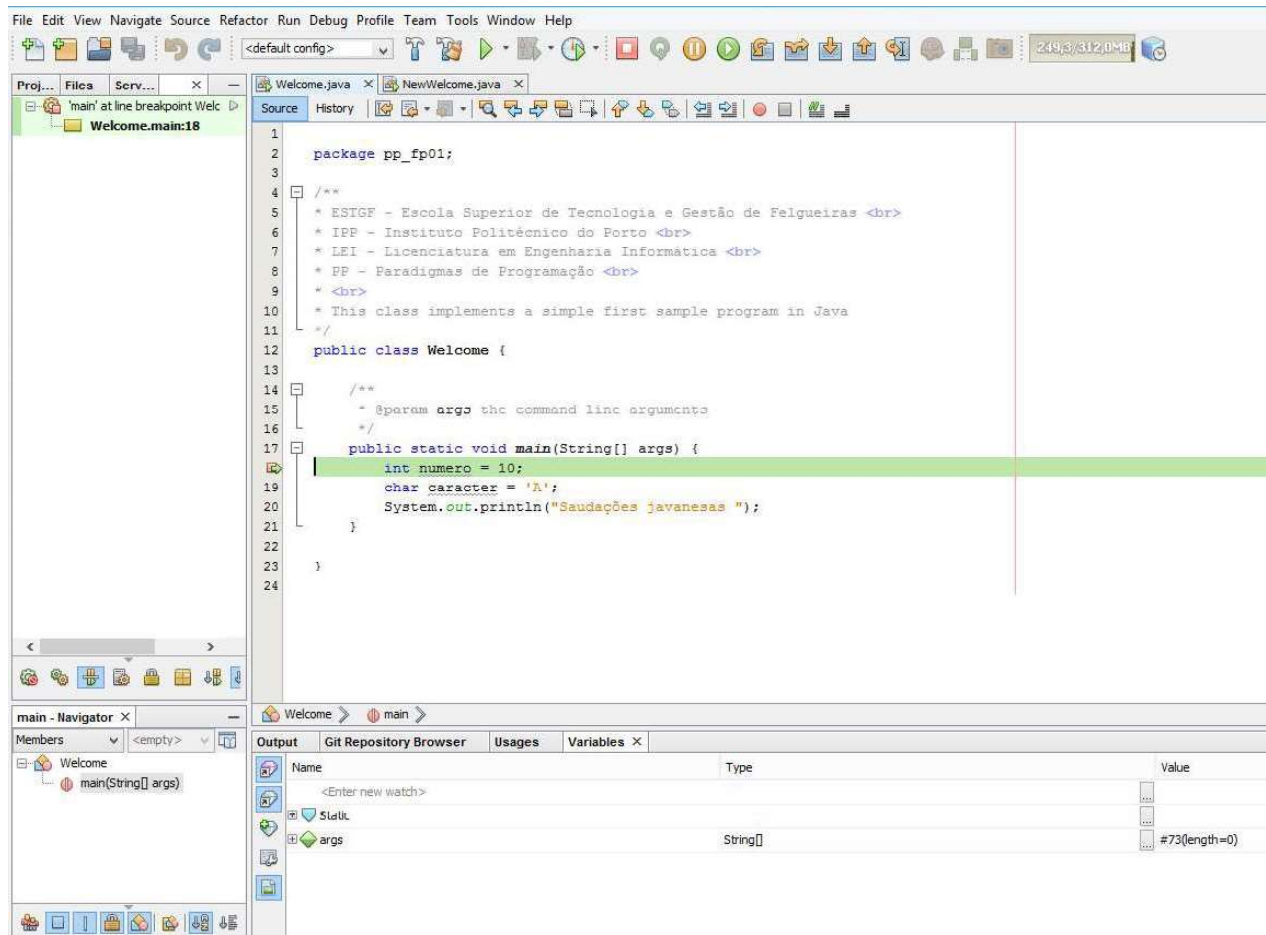 File Edit View Navigate Source Refactor Run Debug Profile Team Tools Window Help
<default config>
249,3/312,0MB
Proj... Files Serv...
'main' at line breakpoint Welc
Welcome.main:18
Welcome.java NewWelcome.java
Source History
1
2 package pp_fp01;
3
4 /**
5 * ESTGF - Escola Superior de Tecnologia e Gestão de Felgueiras <br>
6 * IPP - Instituto Politécnico do Porto <br>
7 * LEI - Licenciatura em Engenharia Informática <br>
8 * PP - Paradigmas de Programação <br>
9 * <br>
10 * This class implements a simple first sample program in Java
11 */
12 public class Welcome {
13
14 /**
15 * @param args the command line arguments
16 */
17 public static void main(String[] args) {
int numero = 10;
19 char caracter = 'A';
20 System.out.println("Saudações javanesas ");
21 }
22
23 }
24
main - Navigator
Members <empty>
Welcome
main(String[] args)
Welcome main
Output Git Repository Browser Usages Variables
Name Type Value
<Enter new watch>
Static
args String[] #73(length=0)